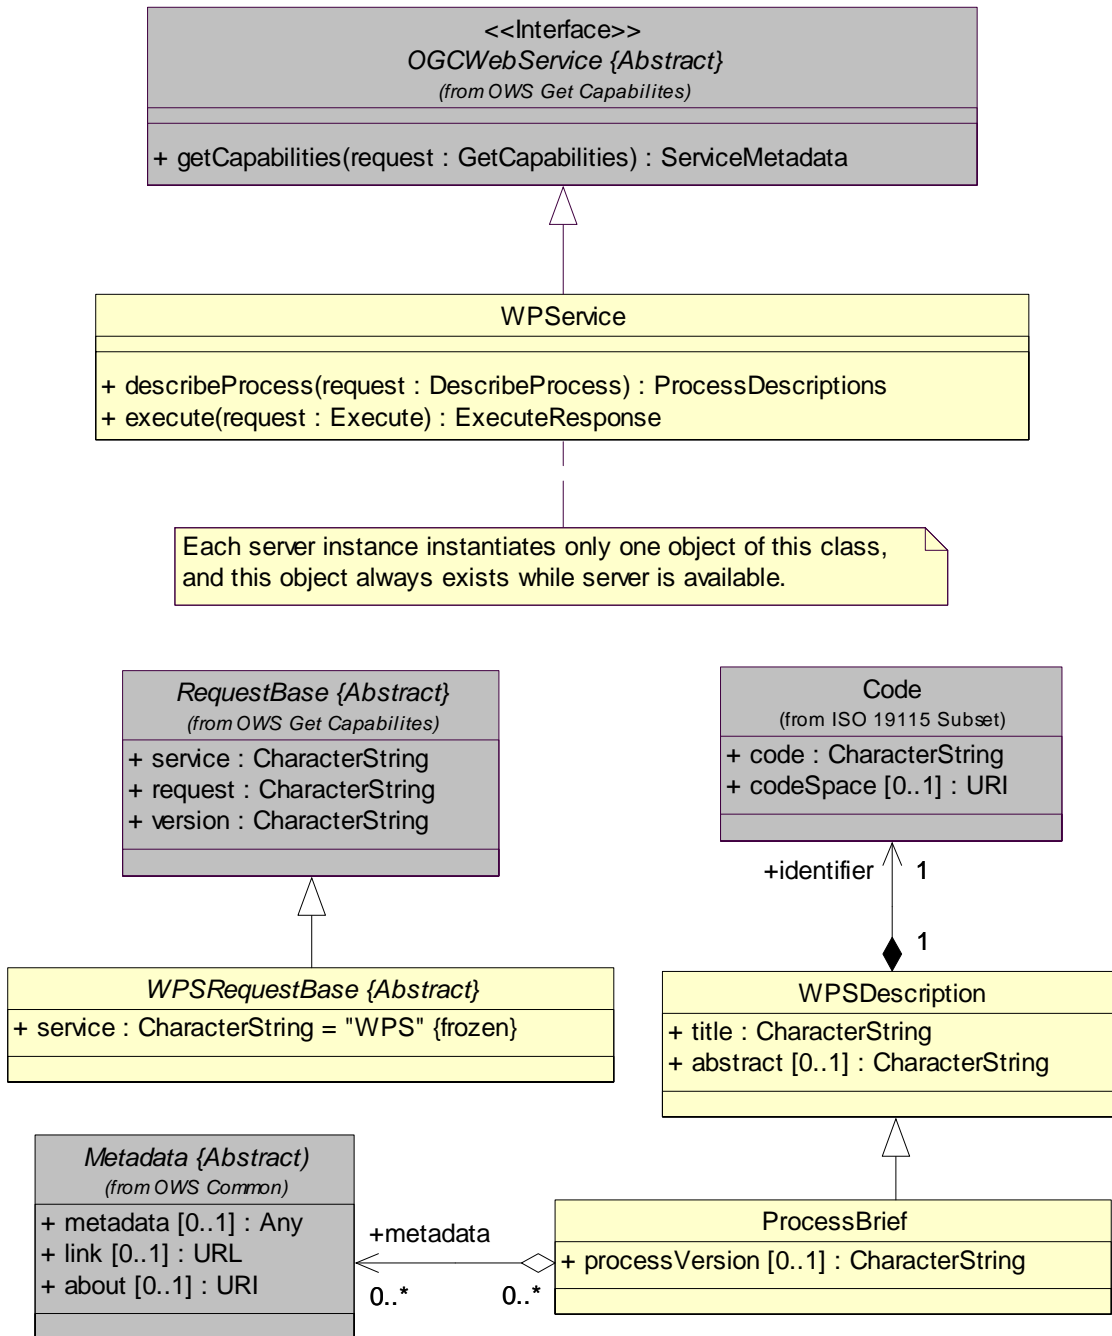 <<Interface>>
OGCWebService {Abstract}
(from OWS Get Capabilites)
+ getCapabilities(request : GetCapabilities) : ServiceMetadata
WPService
+ describeProcess(request : DescribeProcess) : ProcessDescriptions
+ execute(request : Execute) : ExecuteResponse
Each server instance instantiates only one object of this class,
and this object always exists while server is available.
RequestBase {Abstract}
(from OWS Get Capabilites)
+ service : CharacterString
+ request : CharacterString
+ version : CharacterString
Code
(from ISO 19115 Subset)
+ code : CharacterString
+ codeSpace [0..1] : URI
+identifier
1
1
WPSRequestBase {Abstract}
+ service : CharacterString = "WPS" {frozen}
WPSDescription
+ title : CharacterString
+ abstract [0..1] : CharacterString
Metadata {Abstract)
(from OWS Common)
+ metadata [0..1] : Any
+ link [0..1] : URL
+ about [0..1] : URI
+metadata
0..*
0..*
ProcessBrief
+ processVersion [0..1] : CharacterString